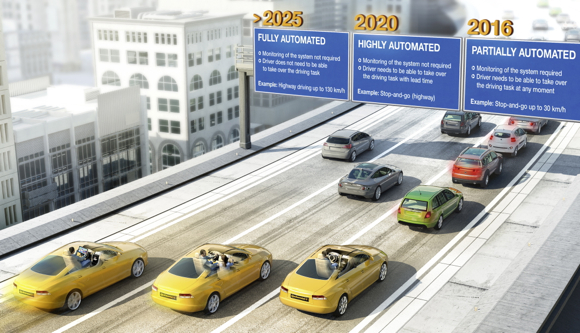 >2025
FULLY AUTOMATED
o Monitoring of the system not required
o Driver does not need to be able
to take over the driving task
Example: Highway driving up to 130 km/h
2020
HIGHLY AUTOMATED
o Monitoring of the system not required
o Driver needs to be able to take over
the driving task with lead time
Example: Stop-and-go (highway)
2016
PARTIALLY AUTOMATED
o Monitoring of the system required
o Driver needs to be able to take over
the driving task at any moment
Example: Stop-and-go up to 30 km/h